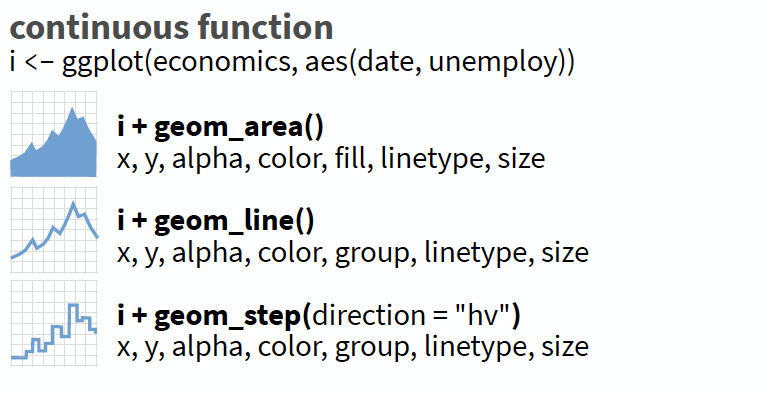 continuous function
i <- ggplot(economics, aes(date, unemploy))
i + geom_area()
x, y, alpha, color, fill, linetype, size
i + geom_line()
x, y, alpha, color, group, linetype, size
i + geom_step(direction = "hv")
x, y, alpha, color, group, linetype, size